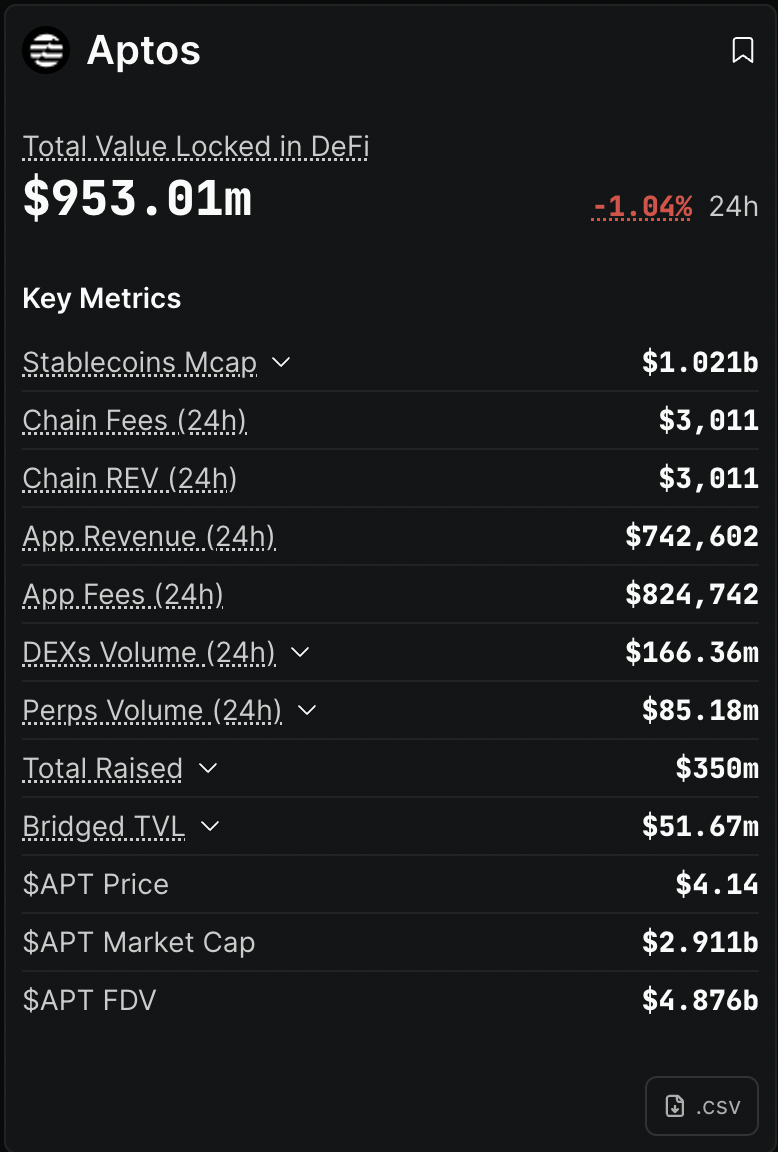 Aptos
Total Value Locked in DeFi
$953.01m
-1.04% 24h
Key Metrics
Stablecoins Mcap $1.021b
Chain Fees (24h) $3,011
Chain REV (24h) $3,011
App Revenue (24h) $742,602
App Fees (24h) $824,742
DEXs Volume (24h) $166.36m
Perps Volume (24h) $85.18m
Total Raised $350m
Bridged TVL $51.67m
$APT Price $4.14
$APT Market Cap $2.911b
$APT FDV $4.876b
.csv